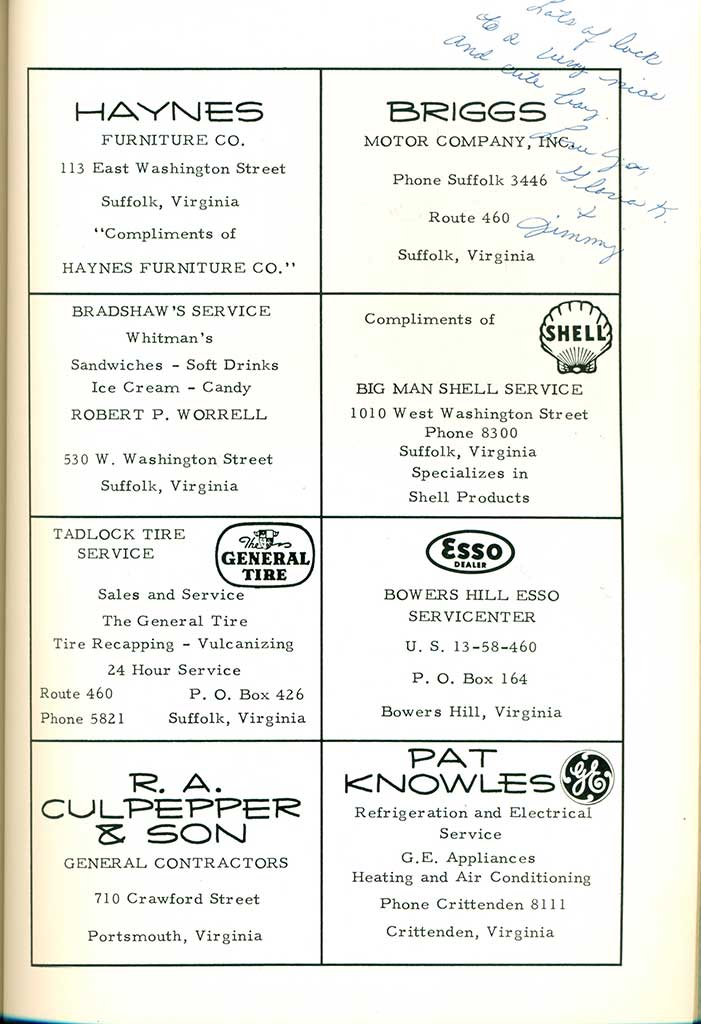 Lots of luck
to a very nice
and cute boy.
Love ya,
Gloria K.
&
Jimmy
HAYNES
FURNITURE CO.
113 East Washington Street
Suffolk, Virginia
"Compliments of
HAYNES FURNITURE CO."
BRIGGS
MOTOR COMPANY, INC.
Phone Suffolk 3446
Route 460
Suffolk, Virginia
BRADSHAW'S SERVICE
Whitman's
Sandwiches - Soft Drinks
Ice Cream - Candy
ROBERT P. WORRELL
530 W. Washington Street
Suffolk, Virginia
Compliments of
SHELL
BIG MAN SHELL SERVICE
1010 West Washington Street
Phone 8300
Suffolk, Virginia
Specializes in
Shell Products
TADLOCK TIRE
SERVICE
The
GENERAL
TIRE
Sales and Service
The General Tire
Tire Recapping - Vulcanizing
24 Hour Service
Route 460 P. O. Box 426
Phone 5821 Suffolk, Virginia
Esso
DEALER
BOWERS HILL ESSO
SERVICENTER
U. S. 13-58-460
P. O. Box 164
Bowers Hill, Virginia
R. A.
CULPEPPER
& SON
GENERAL CONTRACTORS
710 Crawford Street
Portsmouth, Virginia
PAT
KNOWLES
GE
Refrigeration and Electrical
Service
G.E. Appliances
Heating and Air Conditioning
Phone Crittenden 8111
Crittenden, Virginia